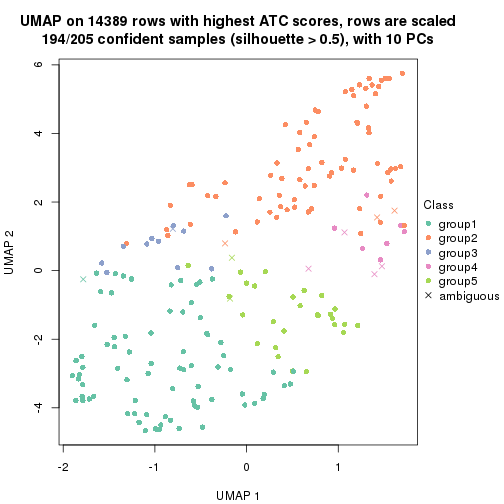 UMAP on 14389 rows with highest ATC scores, rows are scaled
194/205 confident samples (silhouette > 0.5), with 10 PCs
6
4
2
0
-2
-4
UMAP 2
-2
-1
0
1
UMAP 1
Class
group1
group2
group3
group4
group5
ambiguous